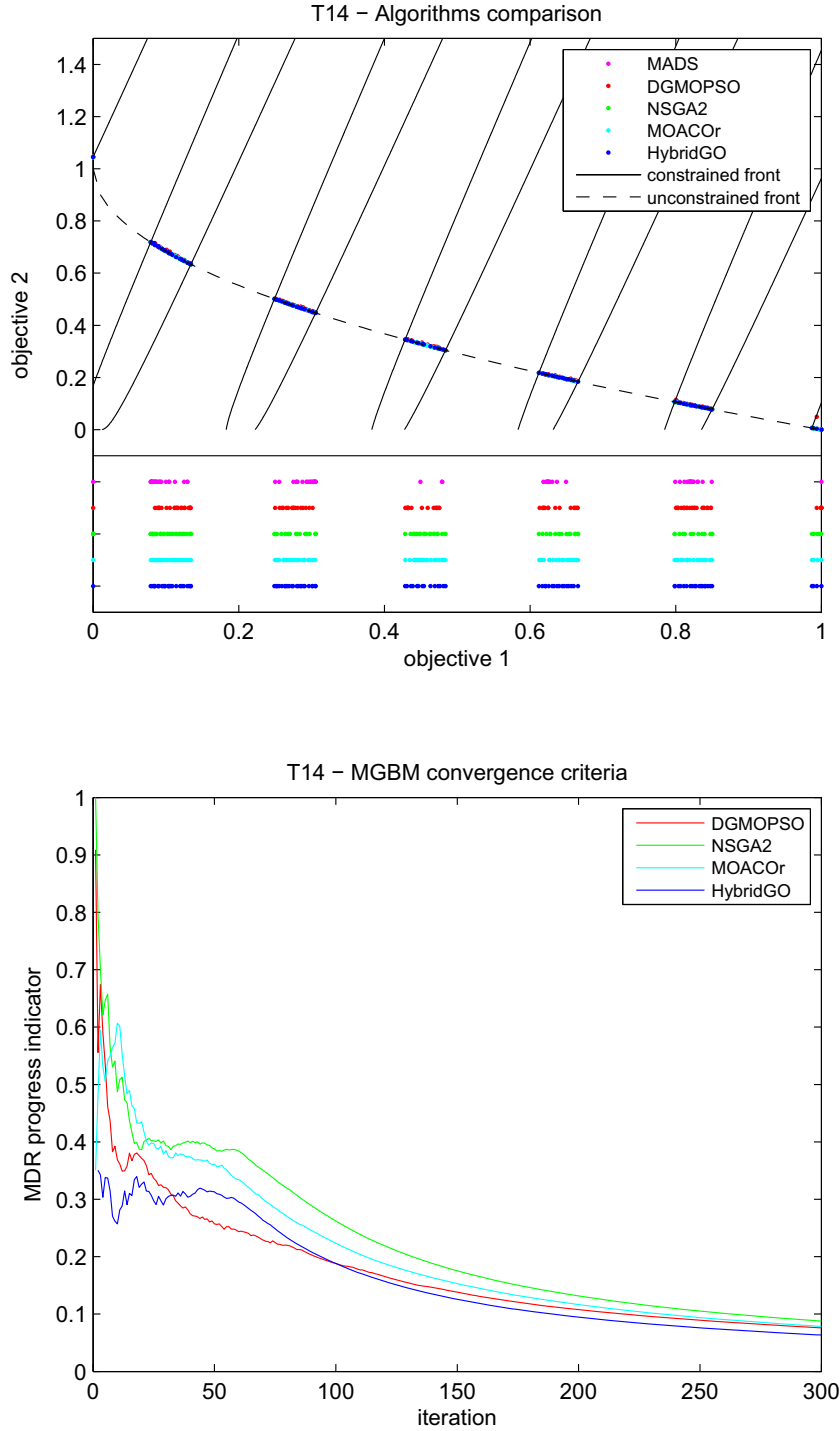 T14 − Algorithms comparison
1.4
1.2
1
0.8
0.6
0.4
0.2
0
objective 2
MADS
DGMOPSO
NSGA2
MOACOr
HybridGO
constrained front
unconstrained front
0 0.2 0.4 0.6 0.8 1
objective 1
T14 − MGBM convergence criteria
1
0.9
0.8
0.7
0.6
0.5
0.4
0.3
0.2
0.1
0
MDR progress indicator
DGMOPSO
NSGA2
MOACOr
HybridGO
0 50 100 150 200 250 300
iteration